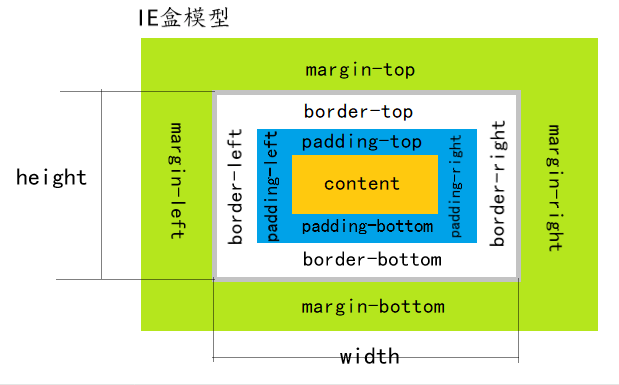 IE盒模型
margin-top
border-top
padding-top
margin-left
border-left
padding-left
content
padding-right
border-right
margin-right
height
padding-bottom
border-bottom
margin-bottom
width